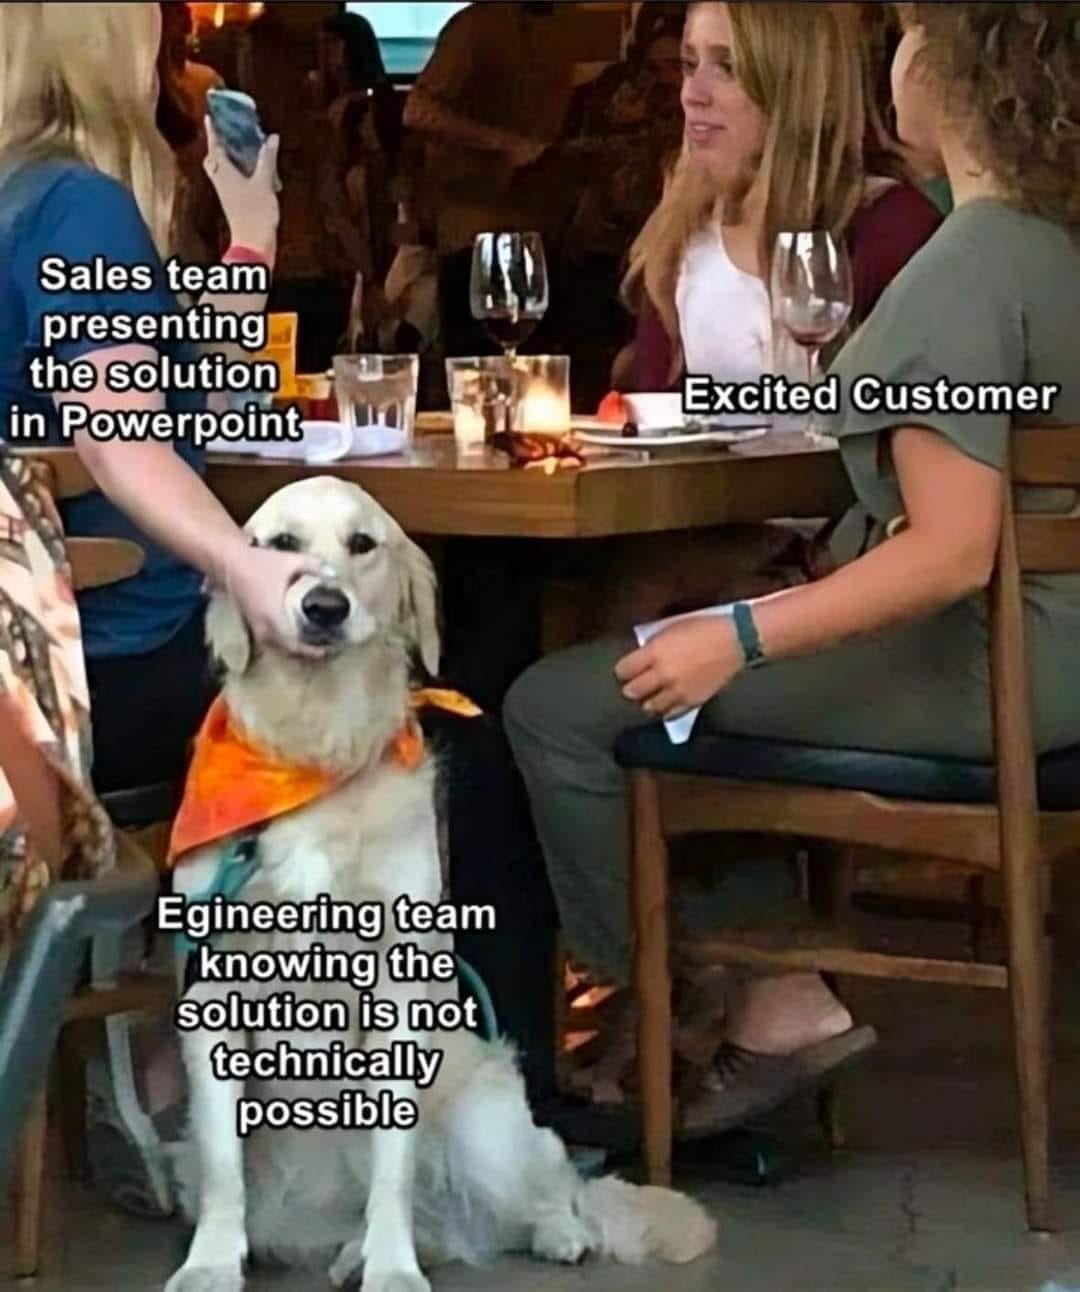 Sales team
presenting
the solution
in Powerpoint
Excited Customer
Egineering team
knowing the
solution is not
technically
possible